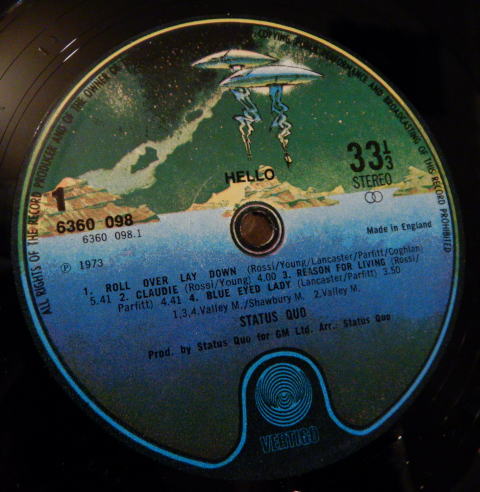 ALL RIGHTS OF THE RECORD PRODUCER AND OF THE OWNER OF
COPYING PUBLIC PERFORMANCE AND BROADCASTING OF THIS RECORD PROHIBITED
HELLO
33⅓
STEREO
1
6360 098
6360 098.1
Made in England
℗ 1973
1. ROLL OVER LAY DOWN (Rossi/Young/Lancaster/Parfitt/Coghlan)
5.41 2. CLAUDIE (Rossi/Young) 4.00 3. REASON FOR LIVING (Rossi/
Parfitt) 4.41 4. BLUE EYED LADY (Lancaster/Parfitt) 3.50
1,3,4.Valley M./Shawbury M. 2.Valley M.
STATUS QUO
Prod. by Status Quo for GM Ltd. Arr.: Status Quo
VERTIGO